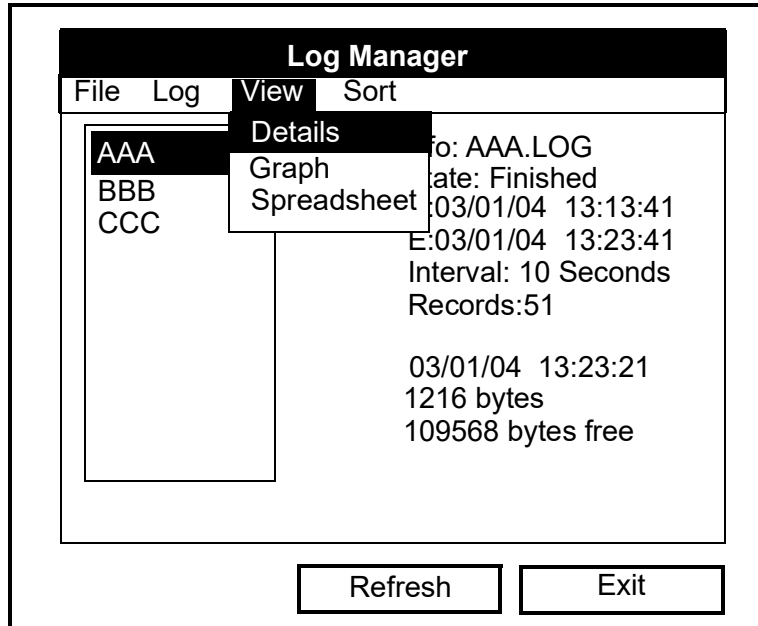 Log Manager
File Log View Sort
Details
Graph
Spreadsheet
AAA
BBB
CCC
fo: AAA.LOG
tate: Finished
:03/01/04 13:13:41
E:03/01/04 13:23:41
Interval: 10 Seconds
Records:51
03/01/04 13:23:21
1216 bytes
109568 bytes free
Refresh Exit